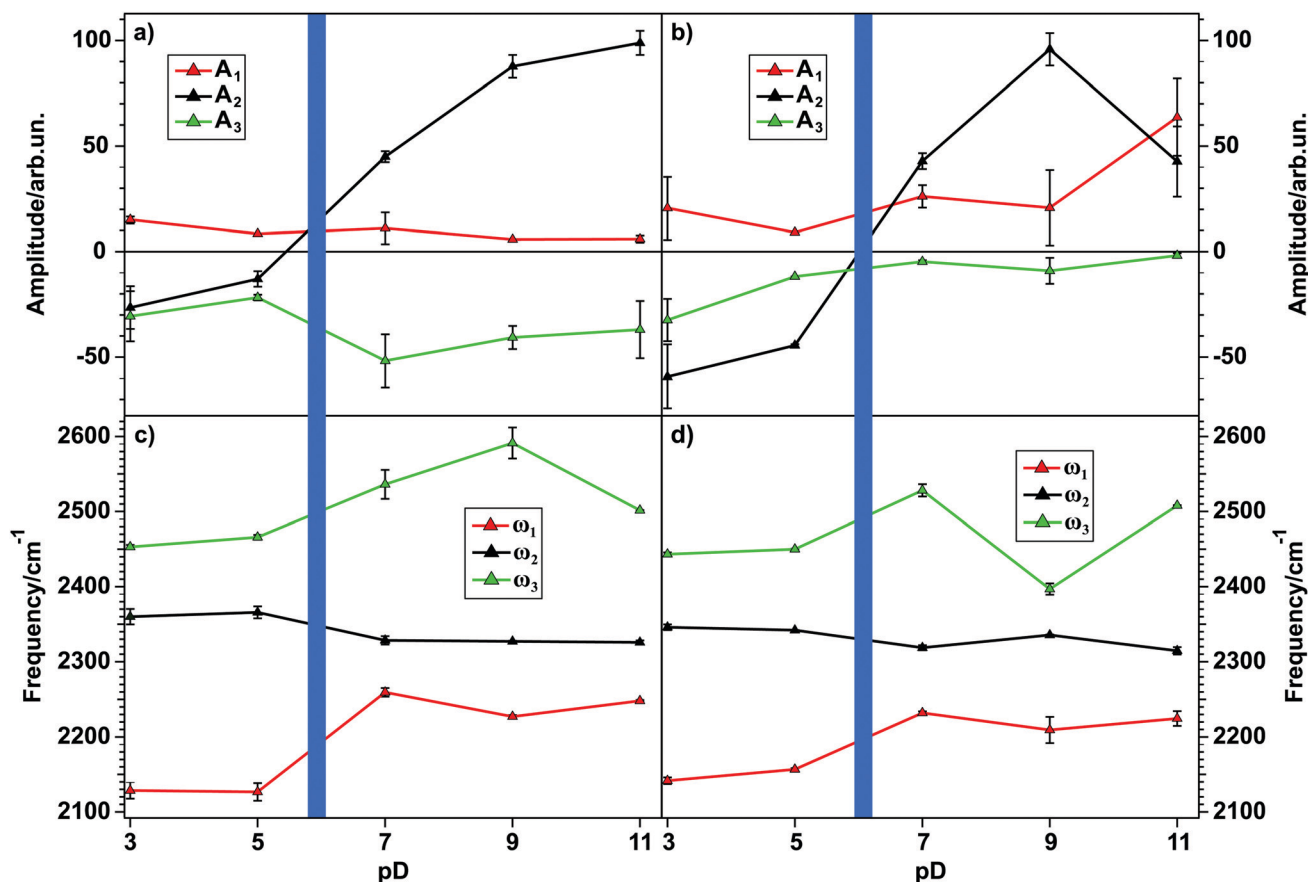 a)
A1
A2
A3
100
50
0
-50
Amplitude/arb.un.
b)
A1
A2
A3
100
50
0
-50
Amplitude/arb.un.
c)
ω1
ω2
ω3
2600
2500
2400
2300
2200
2100
Frequency/cm-1
3 5 7 9 11
pD
d)
ω1
ω2
ω3
2600
2500
2400
2300
2200
2100
Frequency/cm-1
3 5 7 9 11
pD